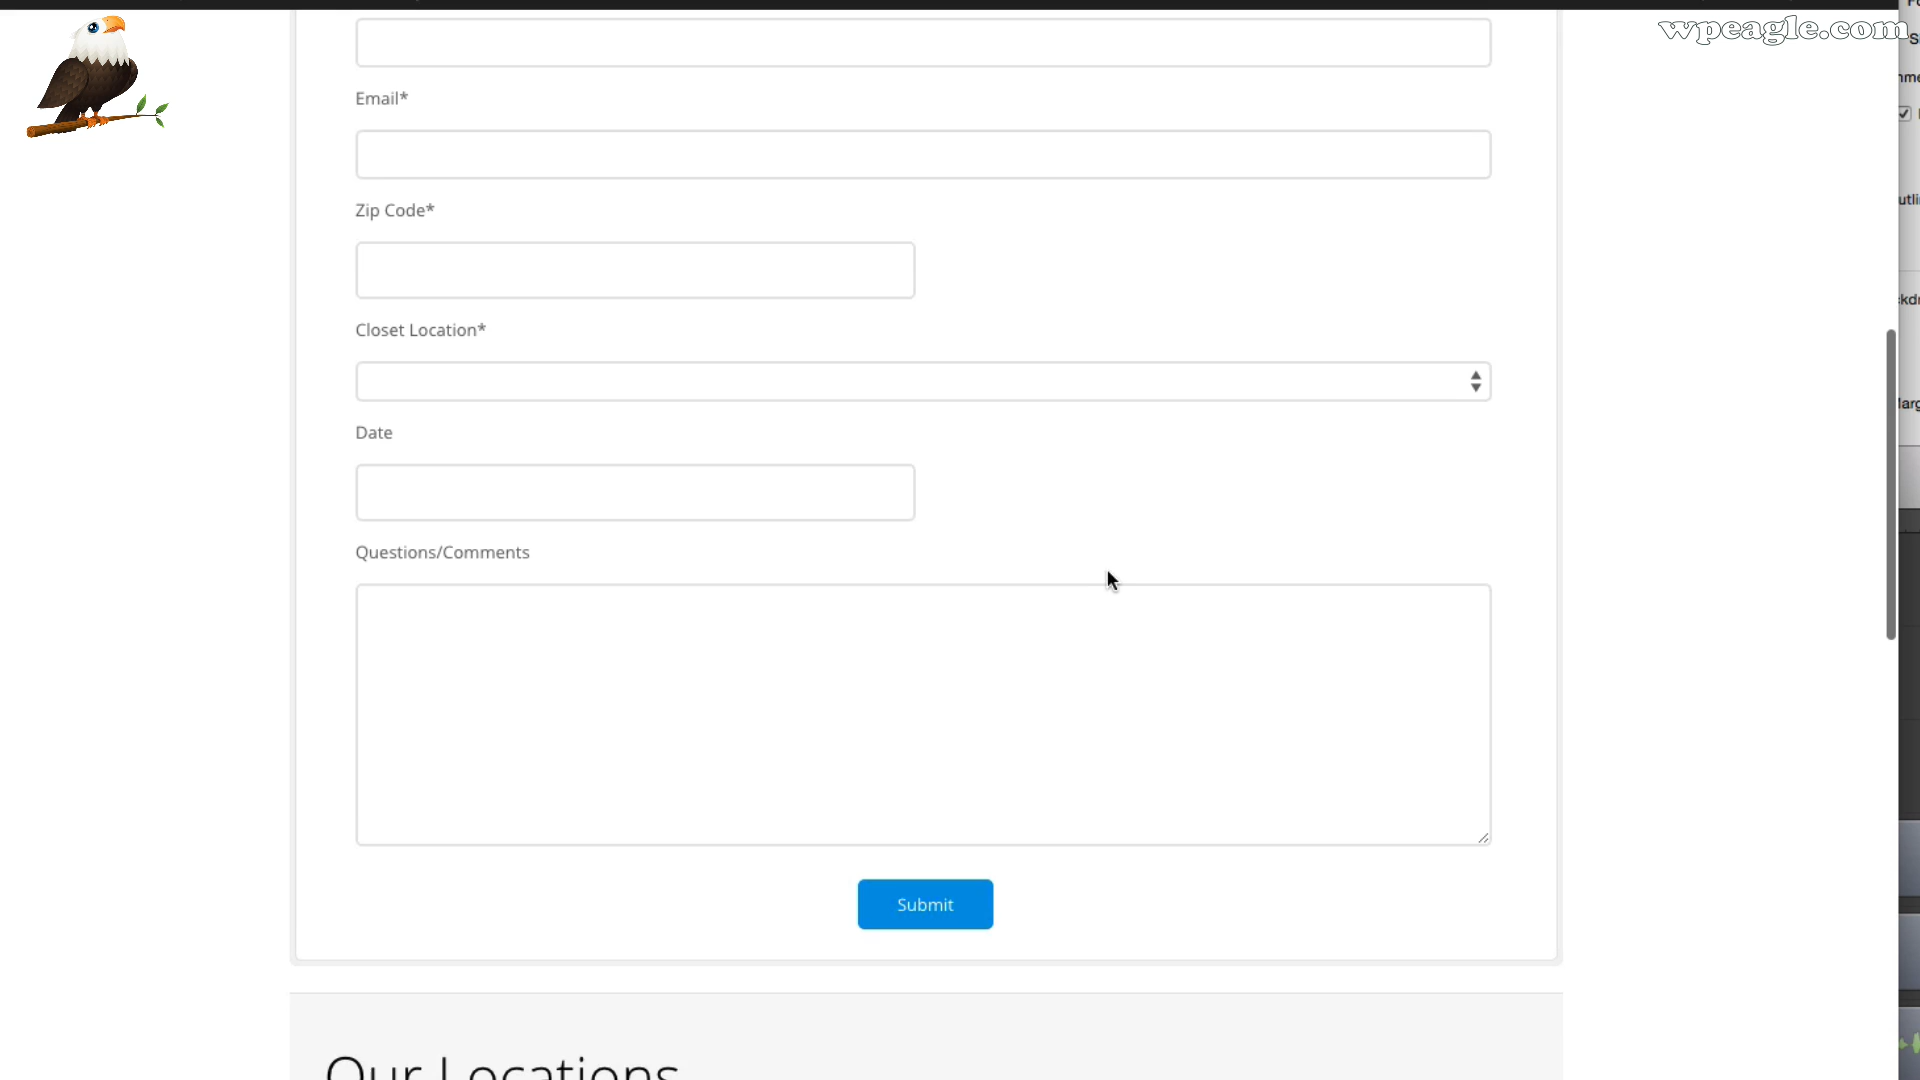 wpeagle.com
Email*
Zip Code*
Closet Location*
Date
Questions/Comments
Submit
Our Locations